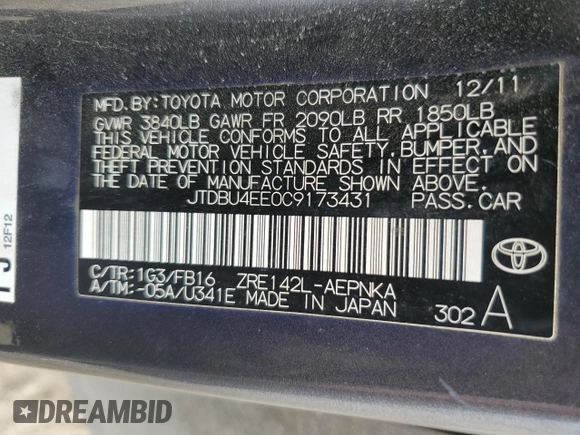 MFD. BY: TOYOTA MOTOR CORPORATION 12/11
GVWR 3840LB GAWR FR 2090LB RR 1850LB
THIS VEHICLE CONFORMS TO ALL APPLICABLE
FEDERAL MOTOR VEHICLE SAFETY, BUMPER, AND
THEFT PREVENTION STANDARDS IN EFFECT ON
THE DATE OF MANUFACTURE SHOWN ABOVE.
JTDBU4EE0C9173431 PASS.CAR
C/TR:1G3/FB16 ZRE142L-AEPNKA
A/TM:-05A/U341E MADE IN JAPAN
302 A
12F12
DREAMBID